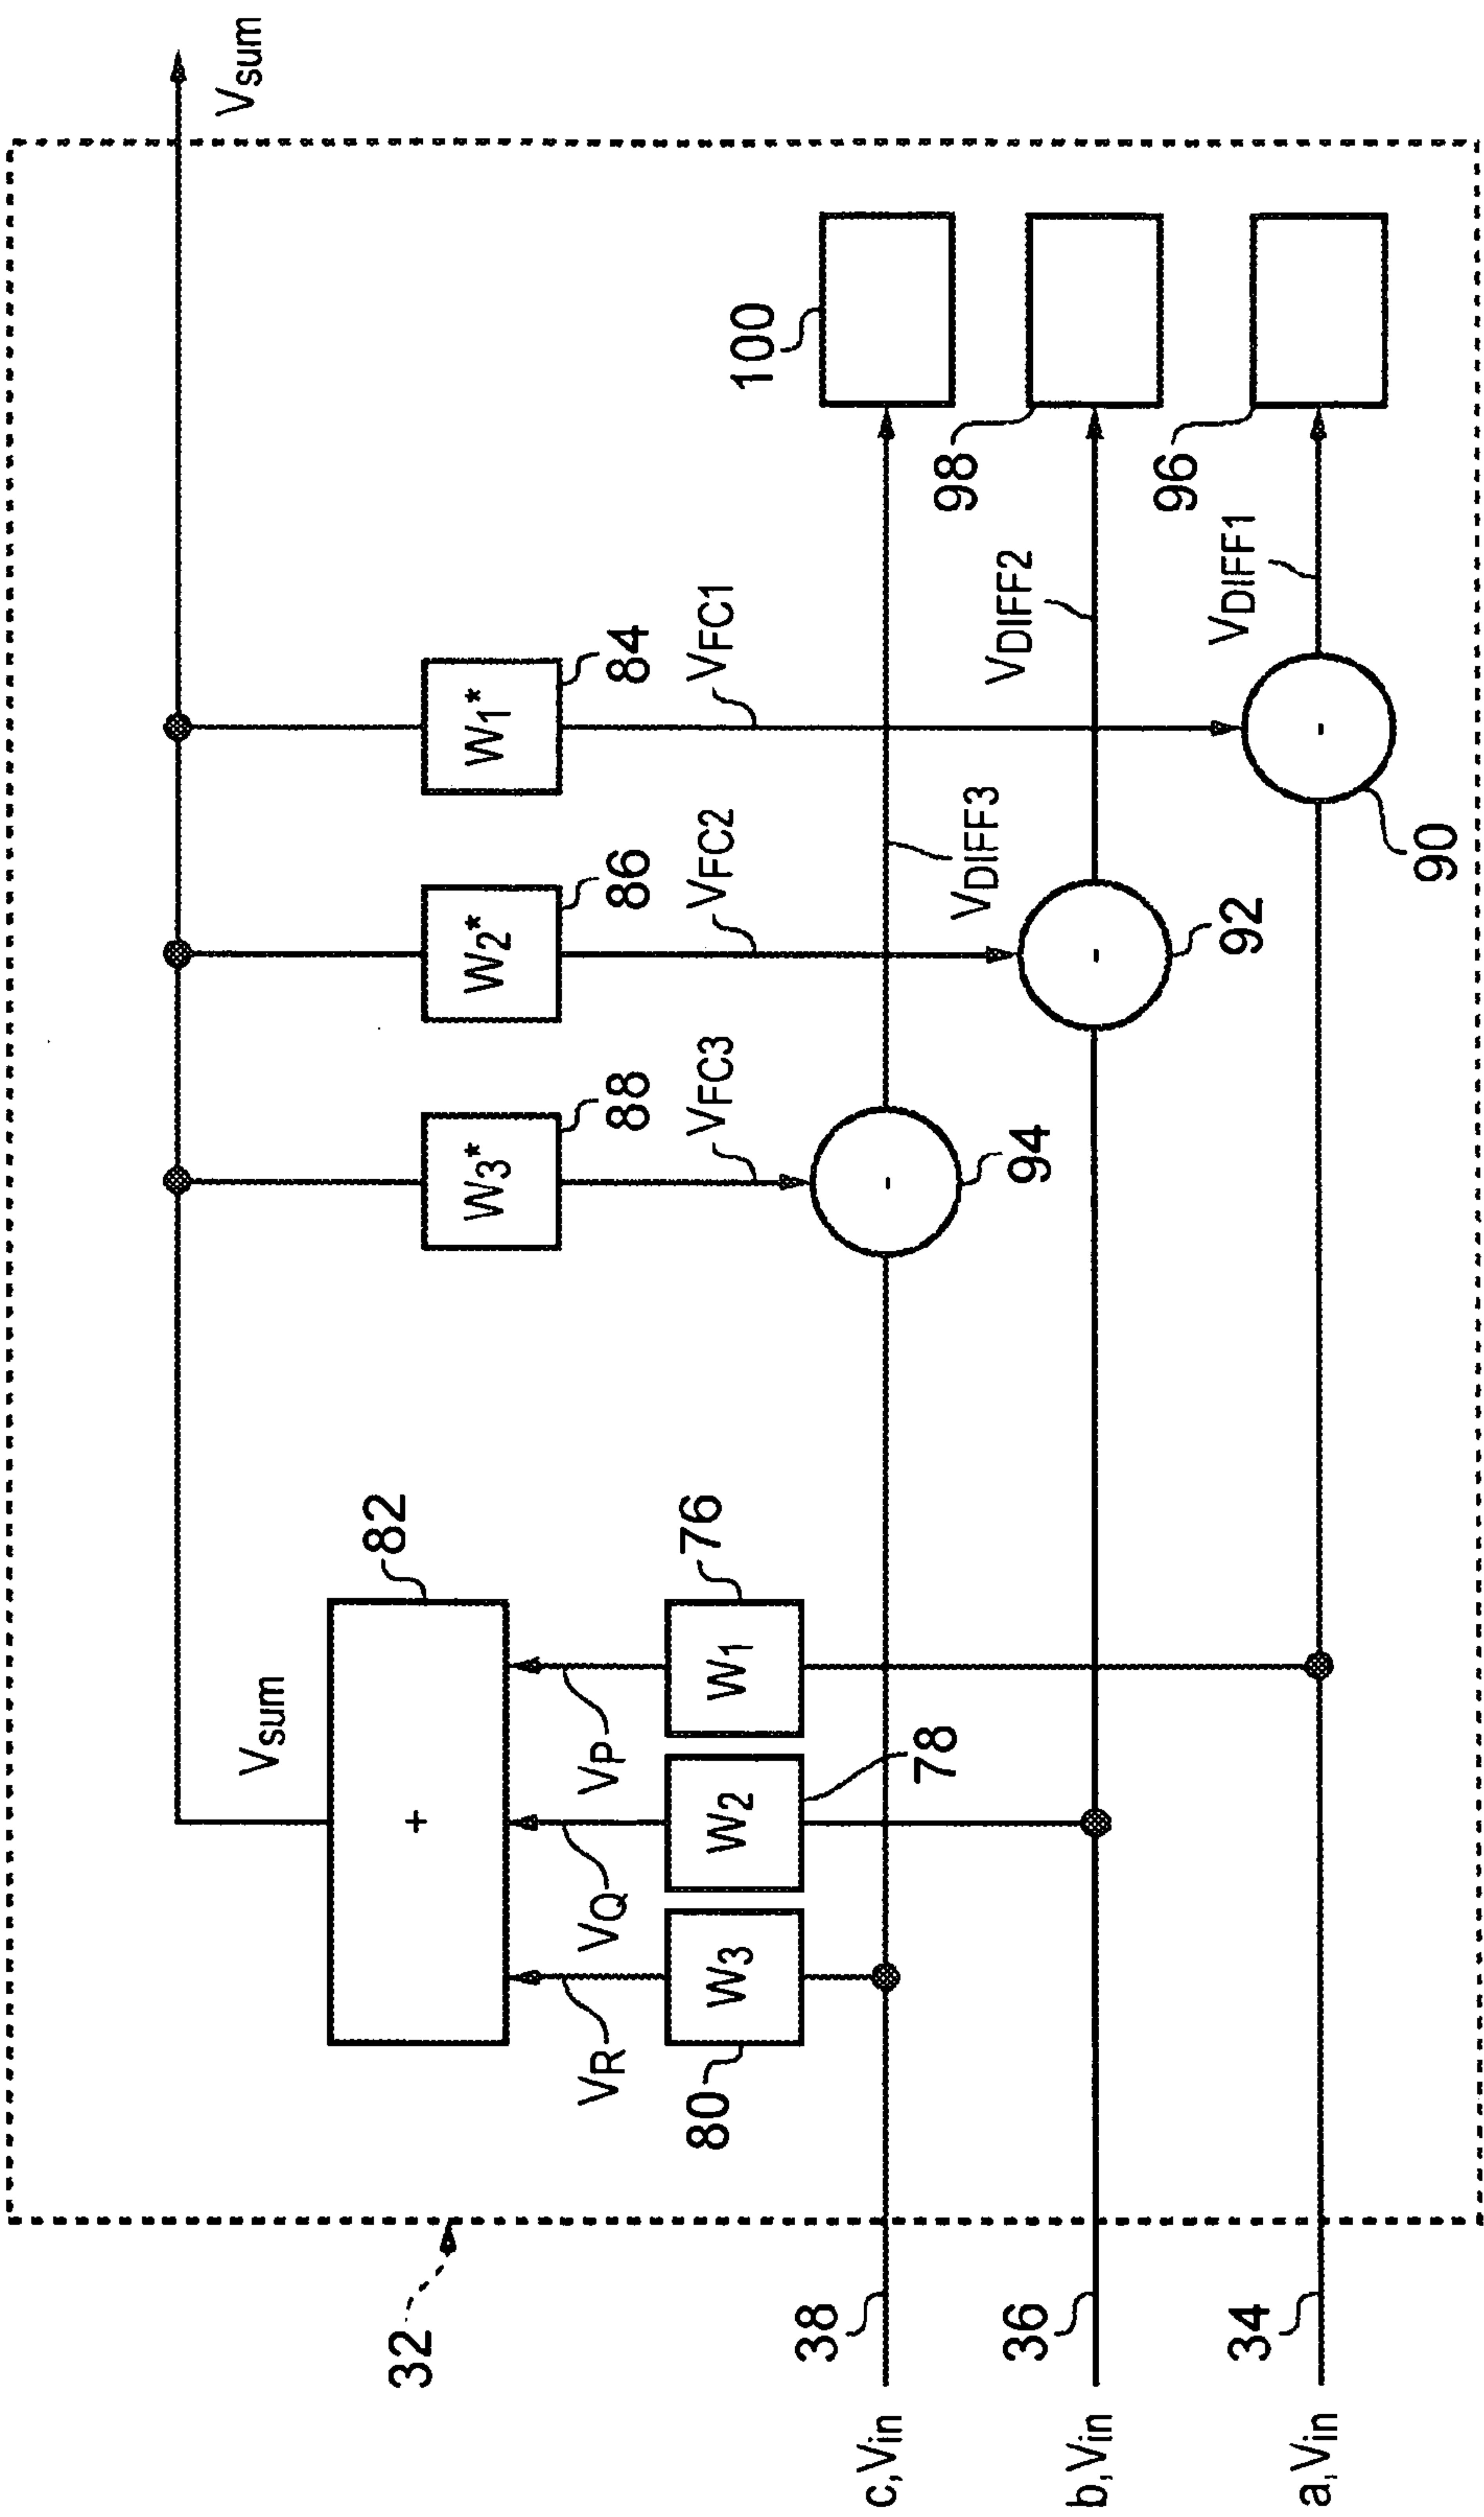 Vsum
Vsum
82
+
W3*
88
W2*
86
W1*
84
VR
VQ
VP
VFC3
VFC2
VFC1
80
W3
W2
78
W1
76
100
32
38
c,Vin
-
94
VDIFF3
98
36
b,Vin
-
92
VDIFF2
96
34
a,Vin
-
90
VDIFF1